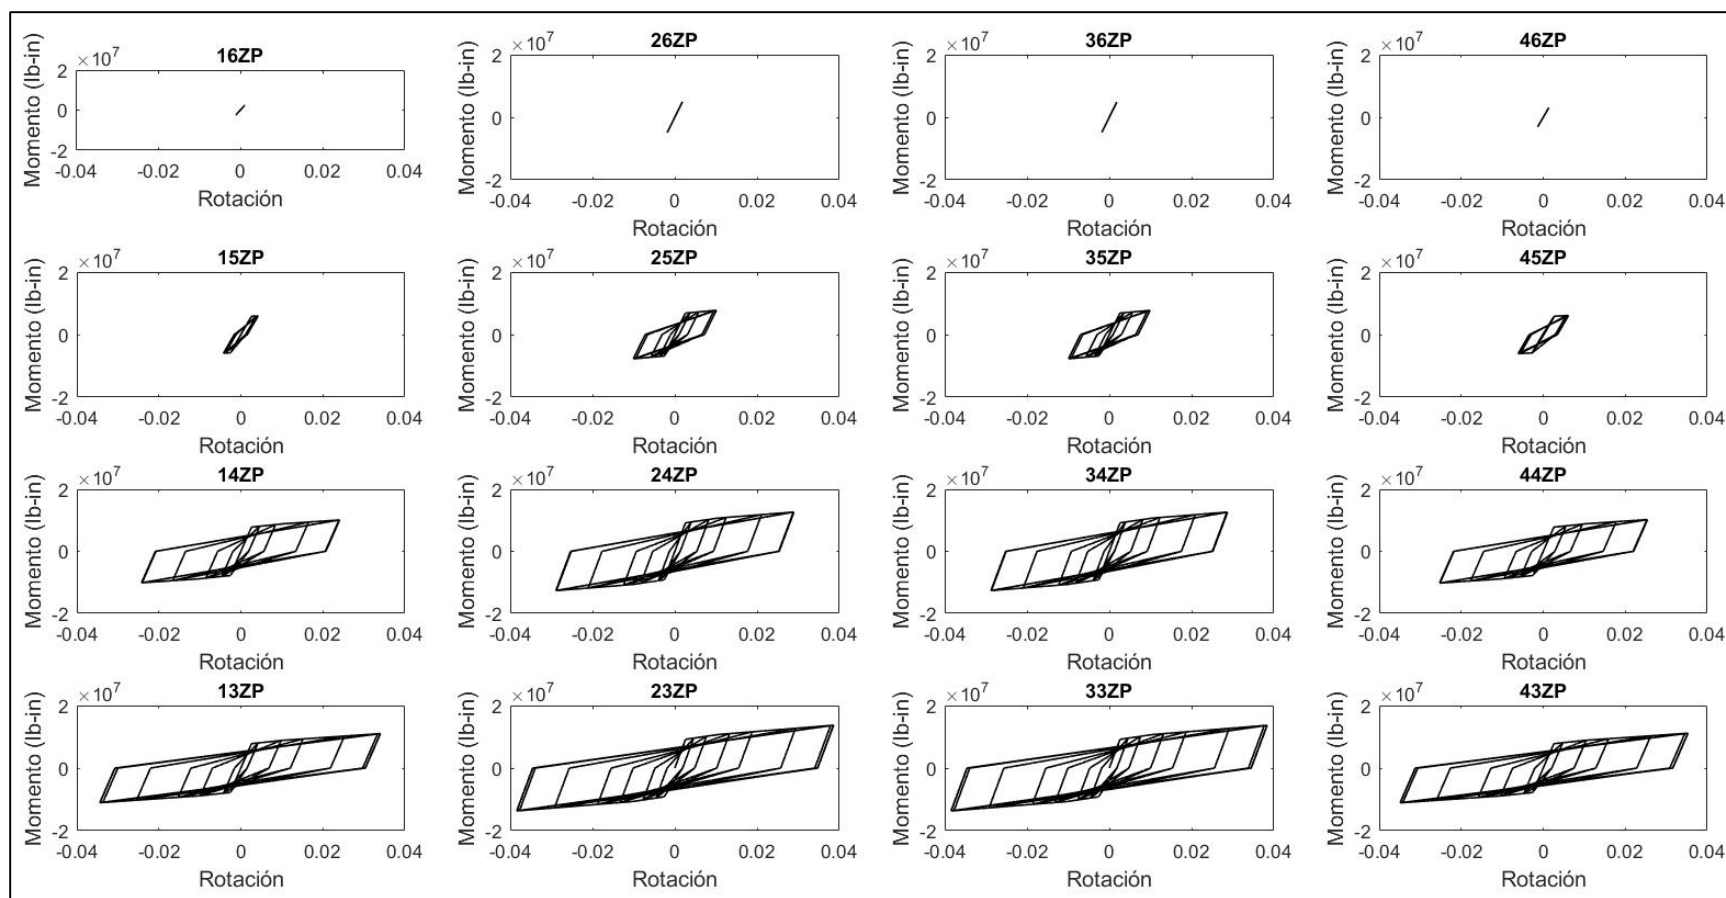 16ZP
×10^7
Momento (lb-in)
2
0
-2
-0.04 -0.02 0 0.02 0.04
Rotación
26ZP
×10^7
Momento (lb-in)
2
0
-2
-0.04 -0.02 0 0.02 0.04
Rotación
36ZP
×10^7
Momento (lb-in)
2
0
-2
-0.04 -0.02 0 0.02 0.04
Rotación
46ZP
×10^7
Momento (lb-in)
2
0
-2
-0.04 -0.02 0 0.02 0.04
Rotación
15ZP
×10^7
Momento (lb-in)
2
0
-2
-0.04 -0.02 0 0.02 0.04
Rotación
25ZP
×10^7
Momento (lb-in)
2
0
-2
-0.04 -0.02 0 0.02 0.04
Rotación
35ZP
×10^7
Momento (lb-in)
2
0
-2
-0.04 -0.02 0 0.02 0.04
Rotación
45ZP
×10^7
Momento (lb-in)
2
0
-2
-0.04 -0.02 0 0.02 0.04
Rotación
14ZP
×10^7
Momento (lb-in)
2
0
-2
-0.04 -0.02 0 0.02 0.04
Rotación
24ZP
×10^7
Momento (lb-in)
2
0
-2
-0.04 -0.02 0 0.02 0.04
Rotación
34ZP
×10^7
Momento (lb-in)
2
0
-2
-0.04 -0.02 0 0.02 0.04
Rotación
44ZP
×10^7
Momento (lb-in)
2
0
-2
-0.04 -0.02 0 0.02 0.04
Rotación
13ZP
×10^7
Momento (lb-in)
2
0
-2
-0.04 -0.02 0 0.02 0.04
Rotación
23ZP
×10^7
Momento (lb-in)
2
0
-2
-0.04 -0.02 0 0.02 0.04
Rotación
33ZP
×10^7
Momento (lb-in)
2
0
-2
-0.04 -0.02 0 0.02 0.04
Rotación
43ZP
×10^7
Momento (lb-in)
2
0
-2
-0.04 -0.02 0 0.02 0.04
Rotación